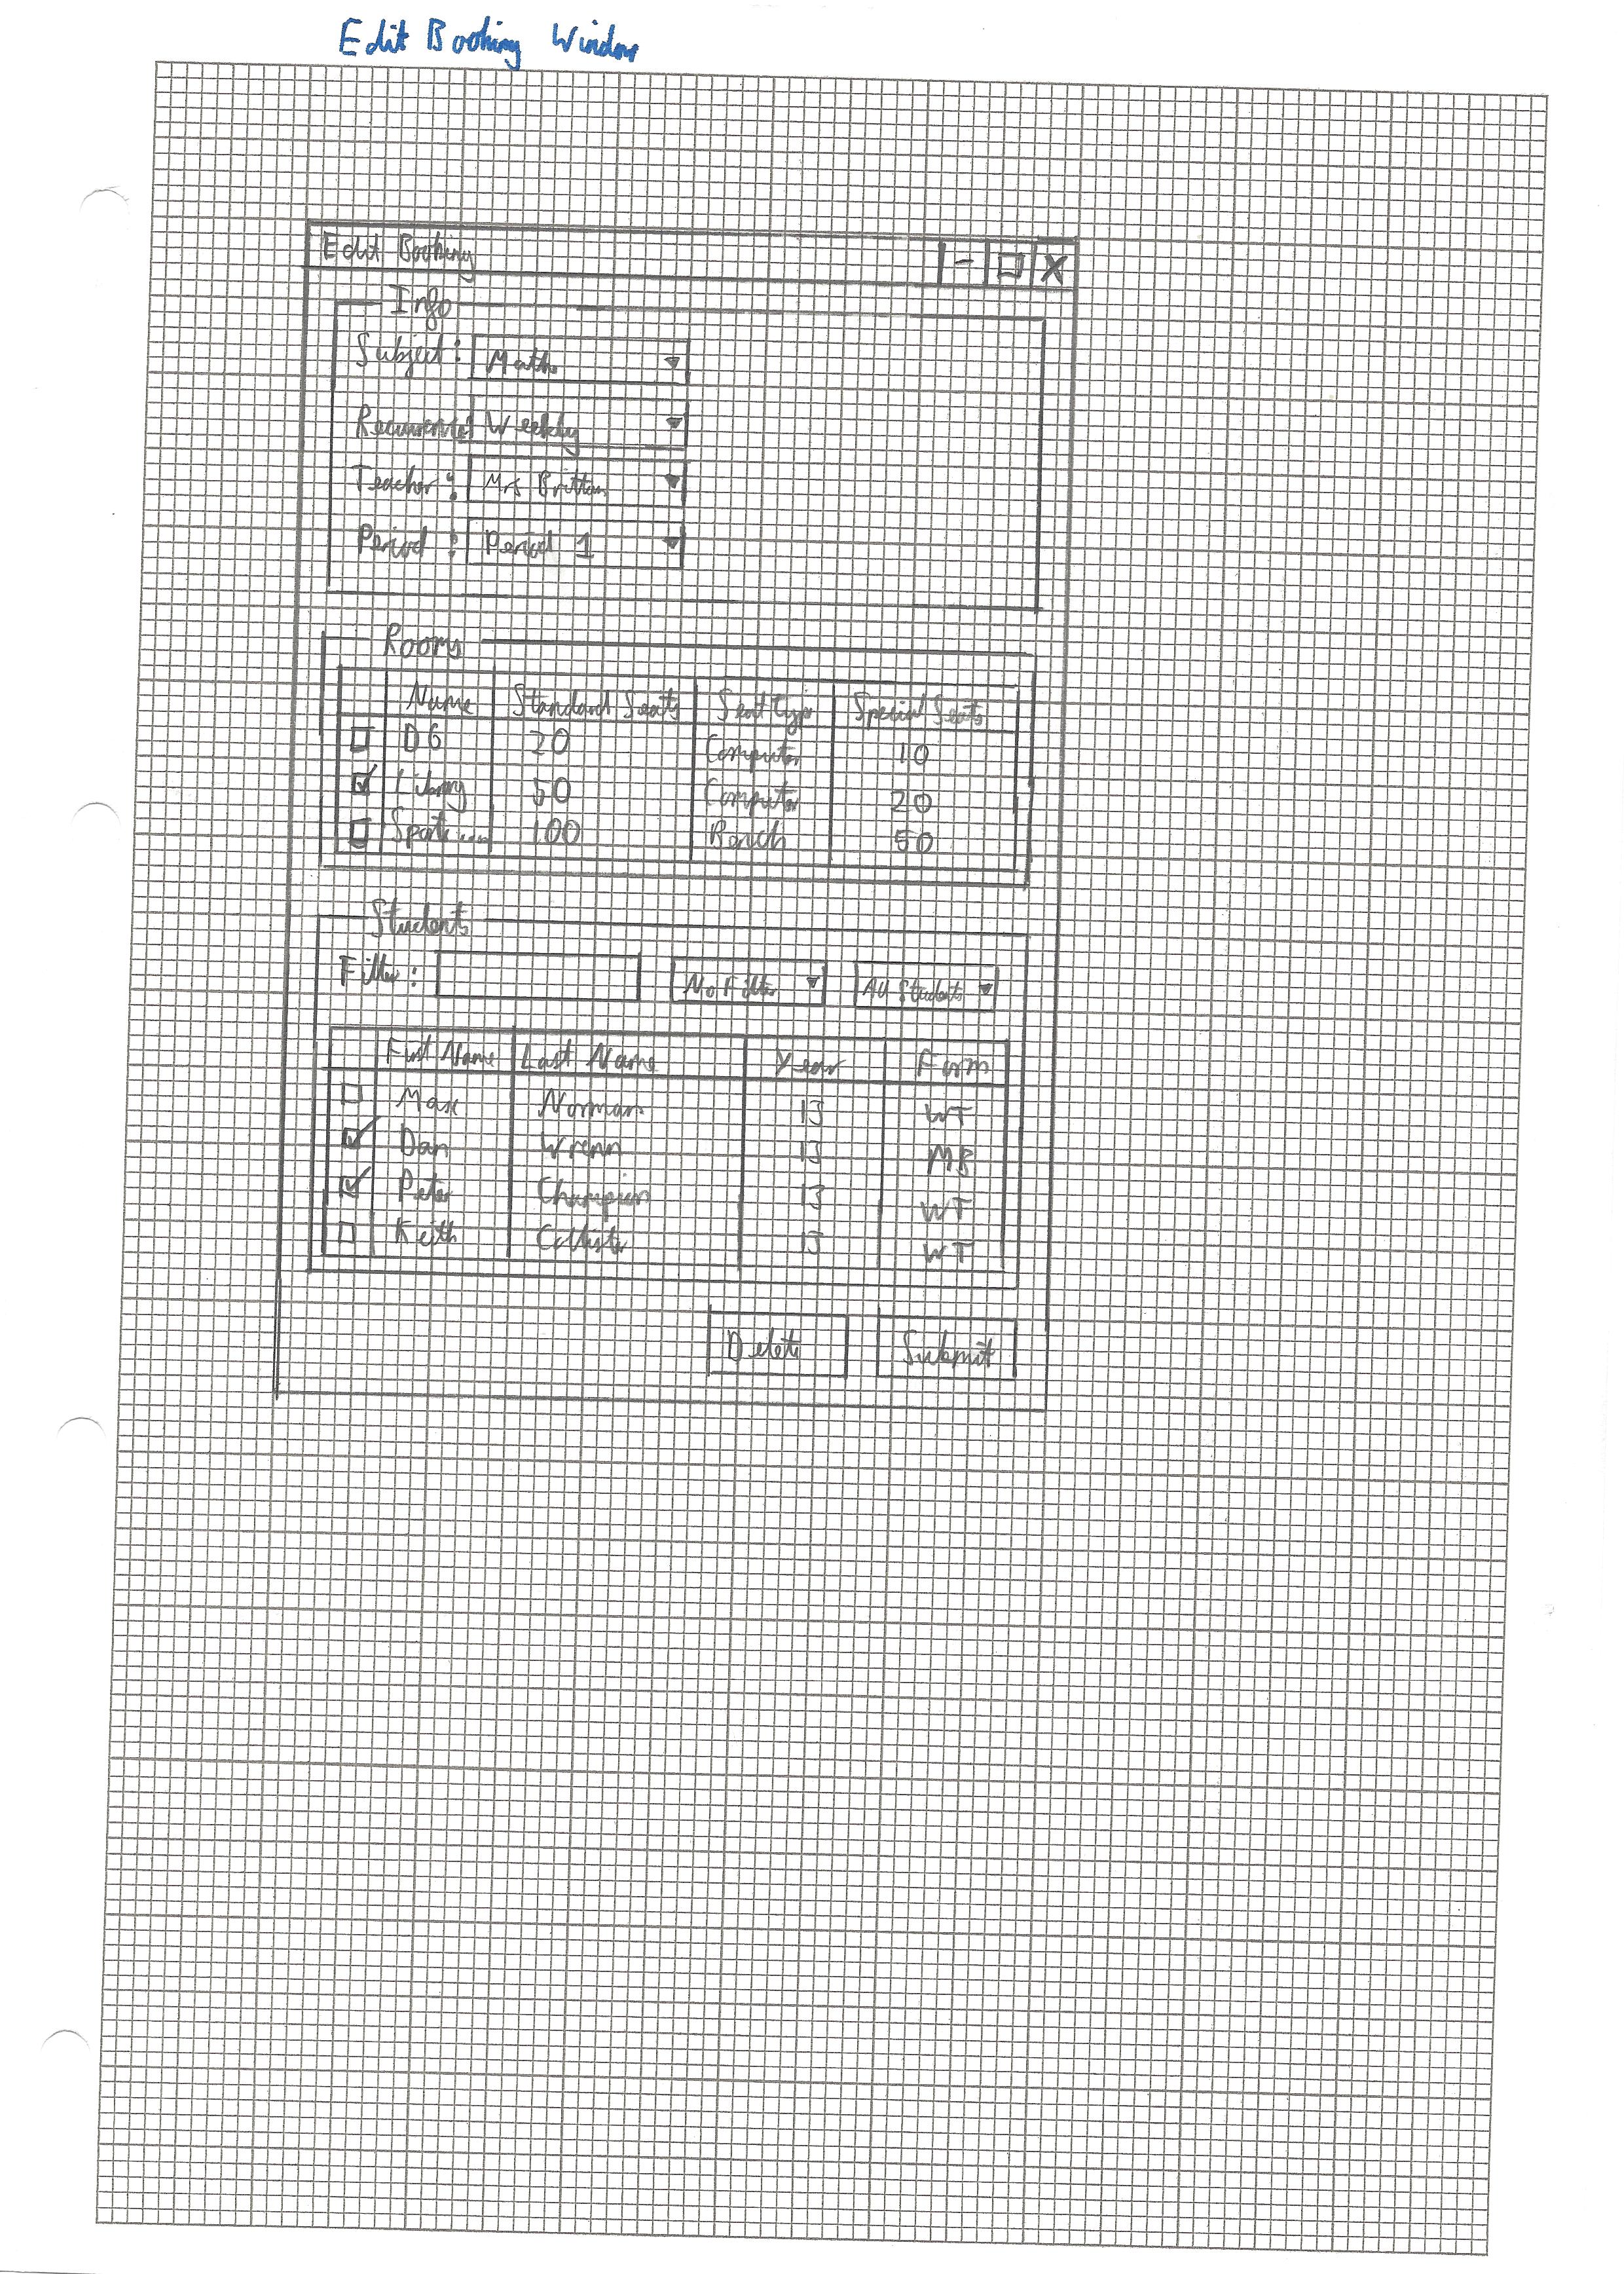 Edit Booking Window
Edit Booking - X
Info
Subject: Maths
Recurrence: Weekly
Teacher: Mrs Brittan
Period: Period 1
Rooms
Name Standard Seats Seat Type Special Seats
D6 20 Computer 10
Library 50 Computer 20
100 Bench 50
Students
Filter: No Filter All Students
First Name Last Name Year Form
Max Norman 13 WT
Dan Wrenn 13 MB
Peter Champion 13 WT
Keith Collister 13 WT
Delete Submit